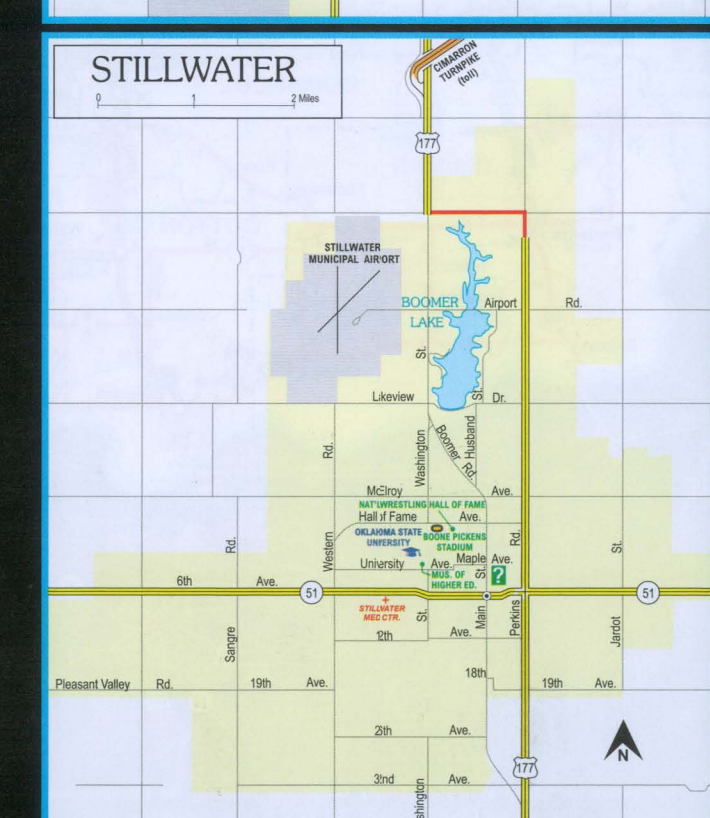 STILLWATER
0 1 2 Miles
CIMARRON
TURNPIKE
(toll)
177
STILLWATER
MUNICIPAL AIRPORT
BOOMER
LAKE
Airport Rd.
St.
Lakeview St. Dr.
Washington
Boomer Rd.
Husband
Rd.
McElroy Ave.
NAT'L WRESTLING HALL OF FAME
Hall of Fame Ave.
OKLAHOMA STATE
UNIVERSITY
BOONE PICKENS
STADIUM
Rd.
Rd.
St.
Western
University Ave.
Maple Ave.
MUS. OF
HIGHER ED.
St.
?
6th Ave.
51
51
STILLWATER
MED CTR.
St.
Main
Perkins
Jardot
Sangre
12th Ave.
18th
Pleasant Valley Rd. 19th Ave.
19th Ave.
26th Ave.
N
177
32nd Ave.
shington